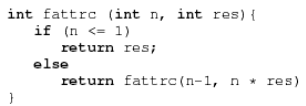 int fattrc (int n, int res){
if (n <= 1)
return res;
else
return fattrc(n-1, n * res)
}